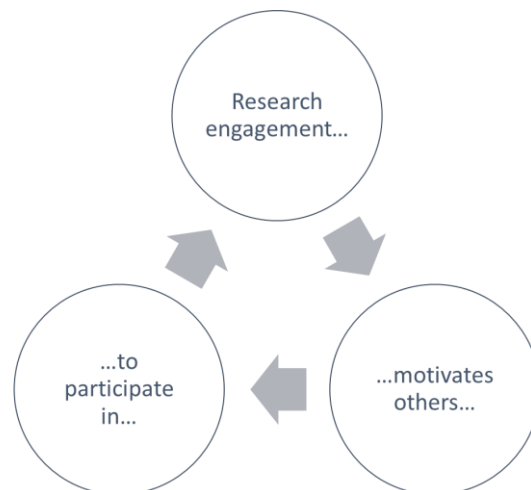 Research
engagement…
…motivates
others…
…to
participate
in…